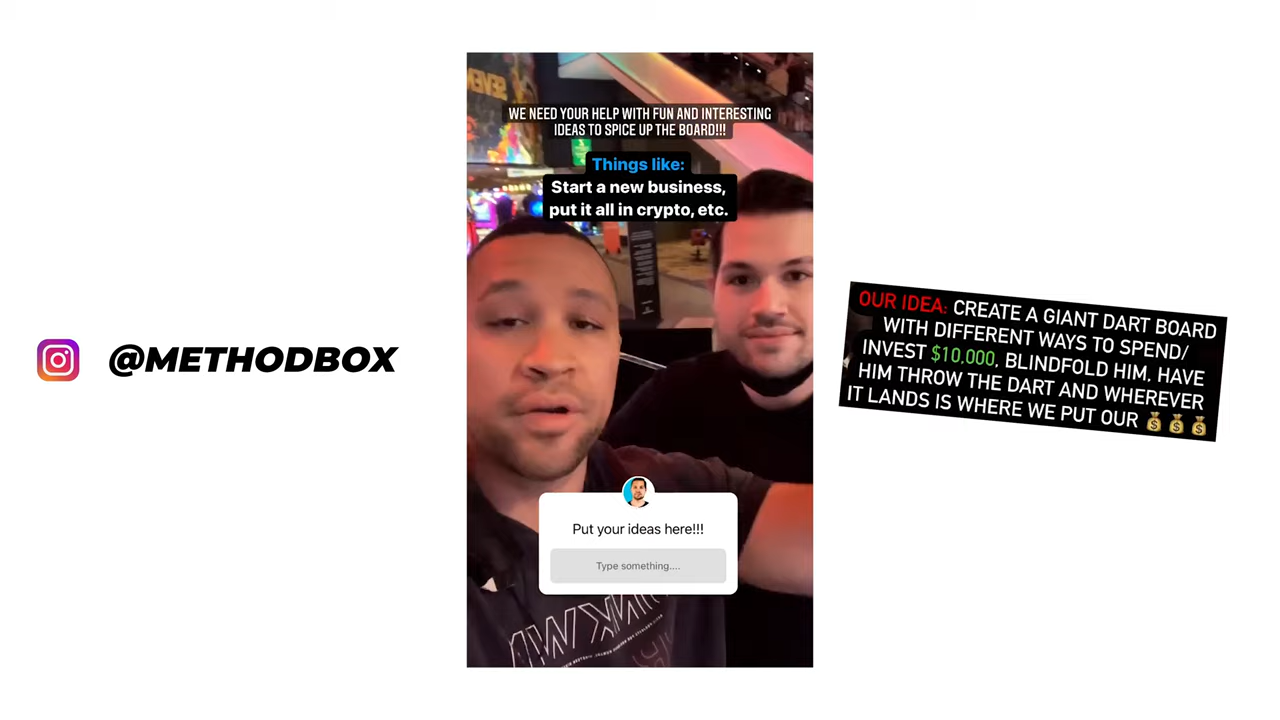 @METHODBOX
WE NEED YOUR HELP WITH FUN AND INTERESTING
IDEAS TO SPICE UP THE BOARD!!!
Things like:
Start a new business,
put it all in crypto, etc.
Put your ideas here!!!
Type something....
OUR IDEA: CREATE A GIANT DART BOARD
WITH DIFFERENT WAYS TO SPEND/
INVEST $10,000, BLINDFOLD HIM, HAVE
HIM THROW THE DART AND WHEREVER
IT LANDS IS WHERE WE PUT OUR 💰💰💰